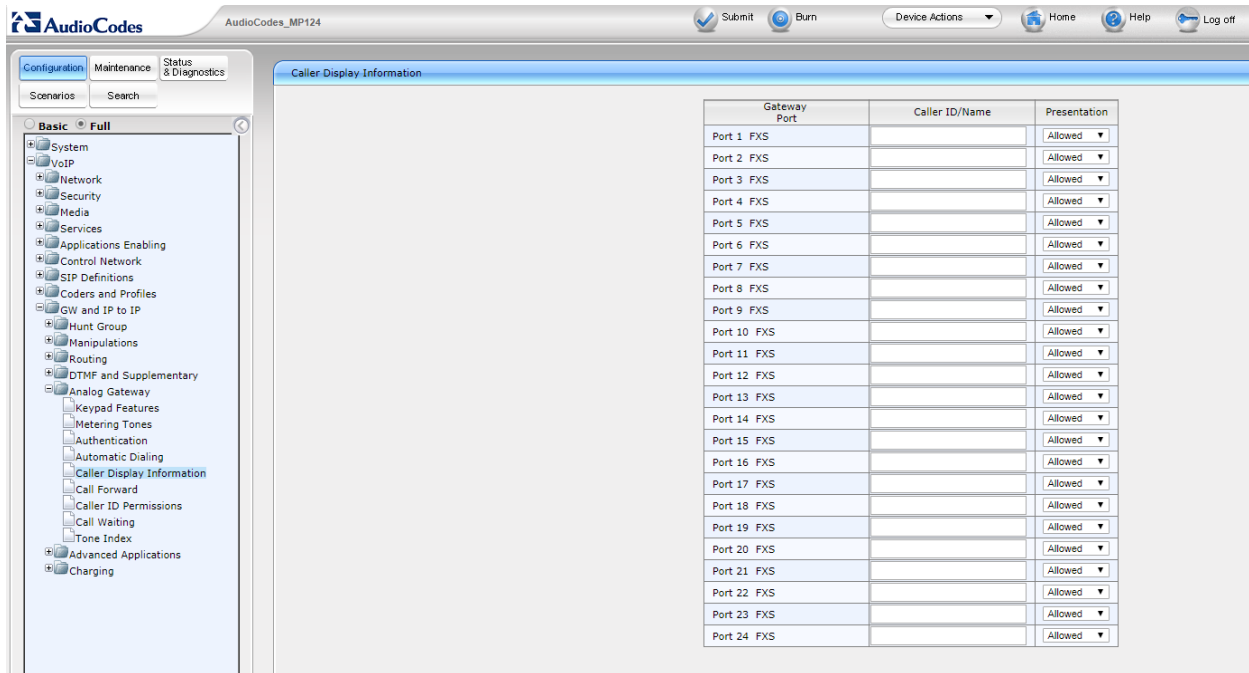 AudioCodes
AudioCodes_MP124
Submit
Burn
Device Actions
Home
Help
Log off
Configuration
Maintenance
Status
& Diagnostics
Scenarios
Search
Basic
Full
System
VoIP
Network
Security
Media
Services
Applications Enabling
Control Network
SIP Definitions
Coders and Profiles
GW and IP to IP
Hunt Group
Manipulations
Routing
DTMF and Supplementary
Analog Gateway
Keypad Features
Metering Tones
Authentication
Automatic Dialing
Caller Display Information
Call Forward
Caller ID Permissions
Call Waiting
Tone Index
Advanced Applications
Charging
Caller Display Information
Gateway
Port
Caller ID/Name
Presentation
Port 1 FXS Allowed
Port 2 FXS Allowed
Port 3 FXS Allowed
Port 4 FXS Allowed
Port 5 FXS Allowed
Port 6 FXS Allowed
Port 7 FXS Allowed
Port 8 FXS Allowed
Port 9 FXS Allowed
Port 10 FXS Allowed
Port 11 FXS Allowed
Port 12 FXS Allowed
Port 13 FXS Allowed
Port 14 FXS Allowed
Port 15 FXS Allowed
Port 16 FXS Allowed
Port 17 FXS Allowed
Port 18 FXS Allowed
Port 19 FXS Allowed
Port 20 FXS Allowed
Port 21 FXS Allowed
Port 22 FXS Allowed
Port 23 FXS Allowed
Port 24 FXS Allowed